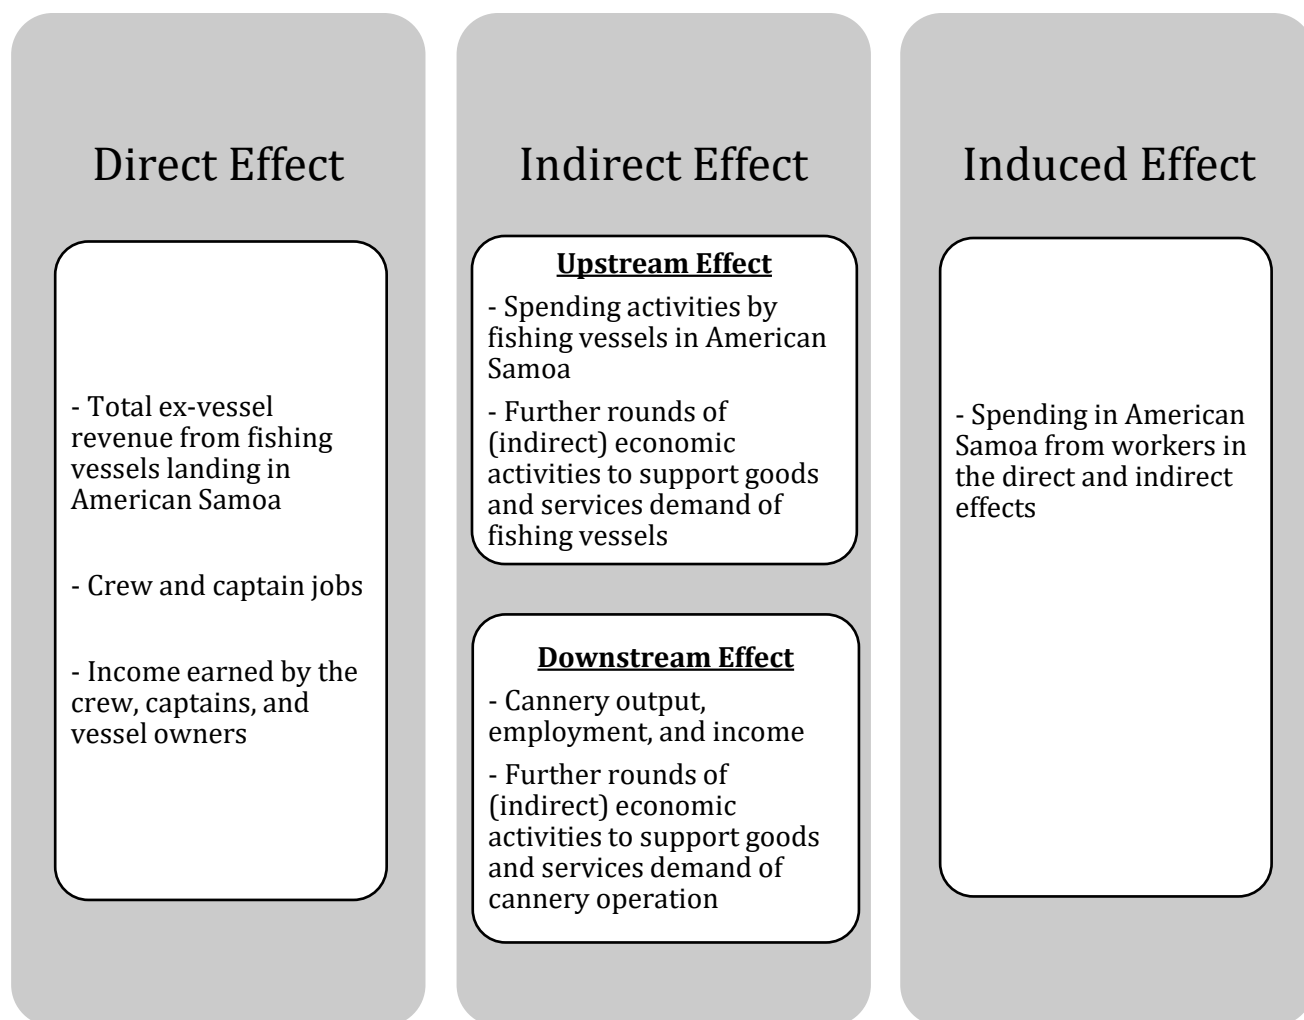 Direct Effect
- Total ex-vessel
revenue from fishing
vessels landing in
American Samoa
- Crew and captain jobs
- Income earned by the
crew, captains, and
vessel owners
Indirect Effect
Upstream Effect
- Spending activities by
fishing vessels in American
Samoa
- Further rounds of
(indirect) economic
activities to support goods
and services demand of
fishing vessels
Downstream Effect
- Cannery output,
employment, and income
- Further rounds of
(indirect) economic
activities to support goods
and services demand of
cannery operation
Induced Effect
- Spending in American
Samoa from workers in
the direct and indirect
effects